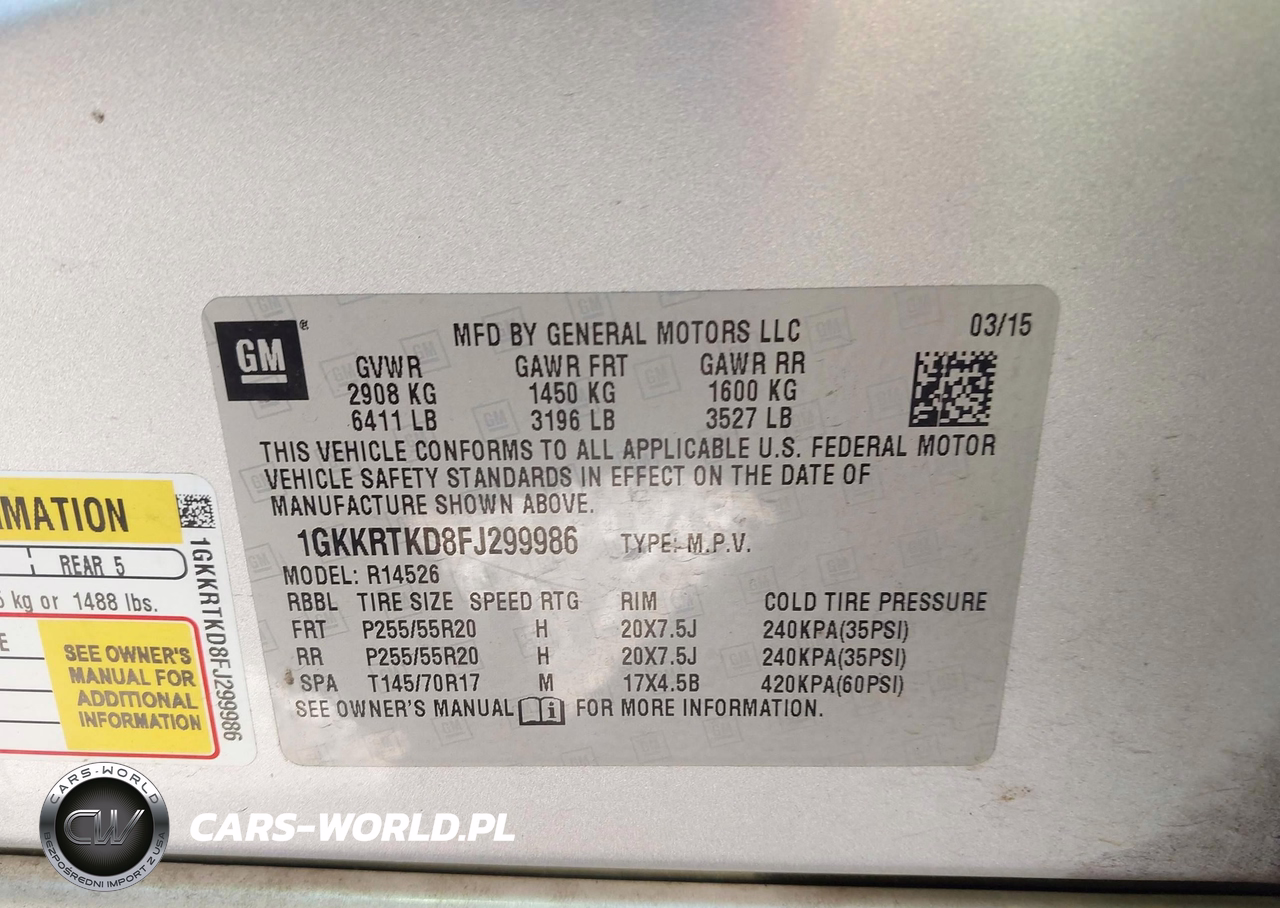 GM
®
MFD BY GENERAL MOTORS LLC
03/15
GVWR GAWR FRT GAWR RR
2908 KG 1450 KG 1600 KG
6411 LB 3196 LB 3527 LB
THIS VEHICLE CONFORMS TO ALL APPLICABLE U.S. FEDERAL MOTOR
VEHICLE SAFETY STANDARDS IN EFFECT ON THE DATE OF
MANUFACTURE SHOWN ABOVE.
1GKKRTKD8FJ299986 TYPE: M.P.V.
MODEL: R14526
RBBL TIRE SIZE SPEED RTG RIM COLD TIRE PRESSURE
FRT P255/55R20 H 20X7.5J 240KPA(35PSI)
RR P255/55R20 H 20X7.5J 240KPA(35PSI)
SPA T145/70R17 M 17X4.5B 420KPA(60PSI)
SEE OWNER'S MANUAL i FOR MORE INFORMATION.
MATION
REAR 5
kg or 1488 lbs.
SEE OWNER'S
MANUAL FOR
ADDITIONAL
INFORMATION
1GKKRTKD8FJ299986
CARS-WORLD
CW
BEZPOŚREDNI IMPORT Z USA
CARS-WORLD.PL